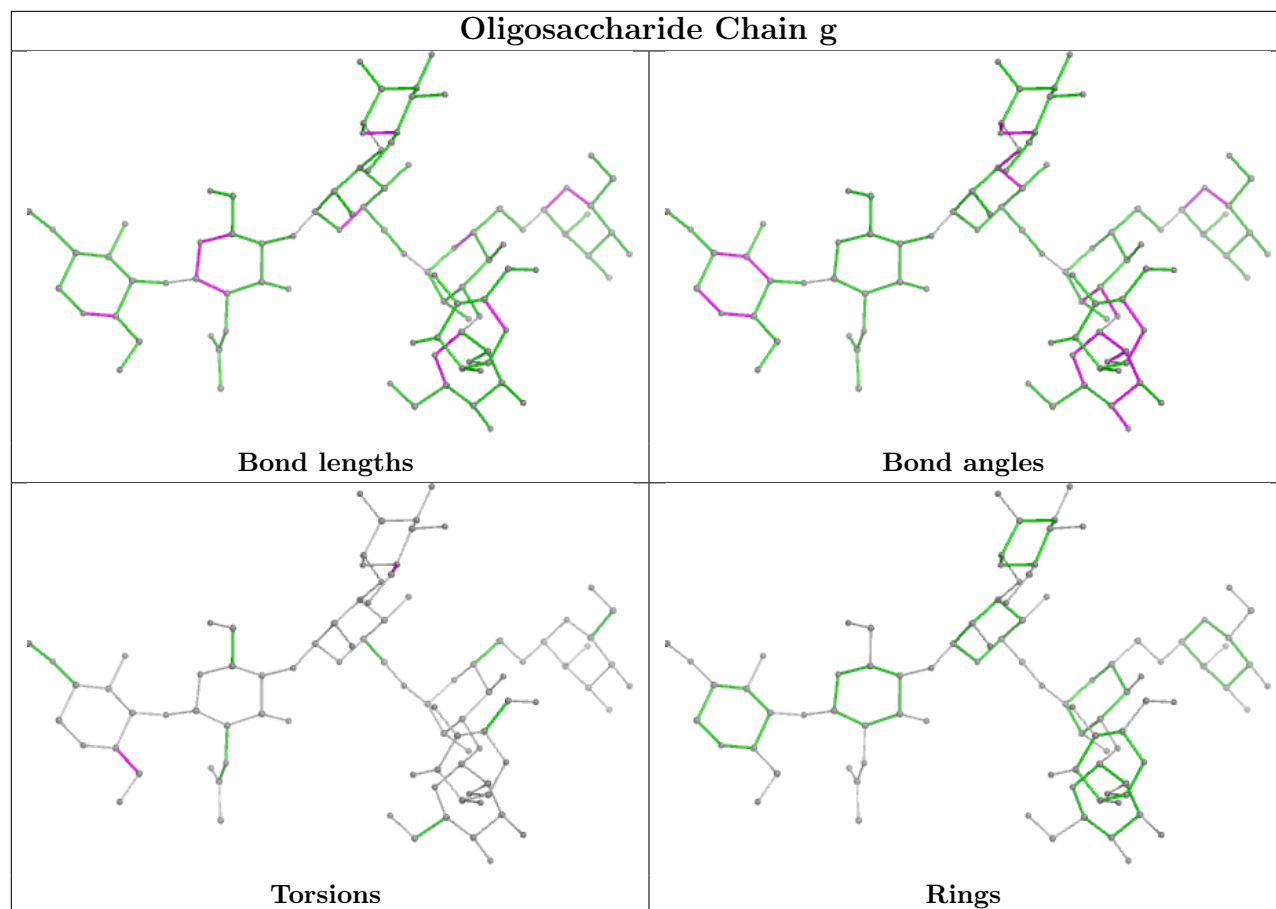 Oligosaccharide Chain g
Bond lengths
Bond angles
Torsions
Rings